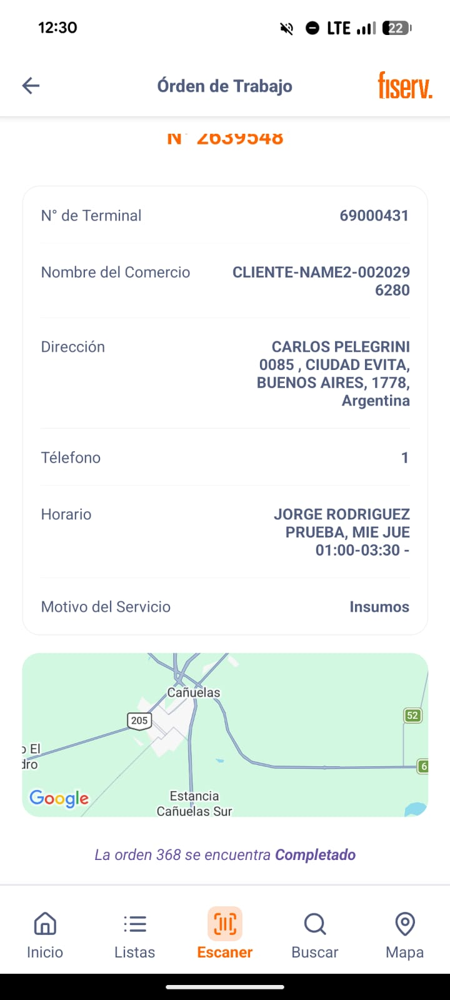 12:30
LTE
22
Órden de Trabajo
fiserv.
N° 2639548
N° de Terminal
69000431
Nombre del Comercio
CLIENTE-NAME2-002029
6280
Dirección
CARLOS PELEGRINI
0085 , CIUDAD EVITA,
BUENOS AIRES, 1778,
Argentina
Télefono
1
Horario
JORGE RODRIGUEZ
PRUEBA, MIE JUE
01:00-03:30 -
Motivo del Servicio
Insumos
Cañuelas
205
52
o El
dro
6
Google
Estancia
Cañuelas Sur
La orden 368 se encuentra Completado
Inicio
Listas
Escaner
Buscar
Mapa